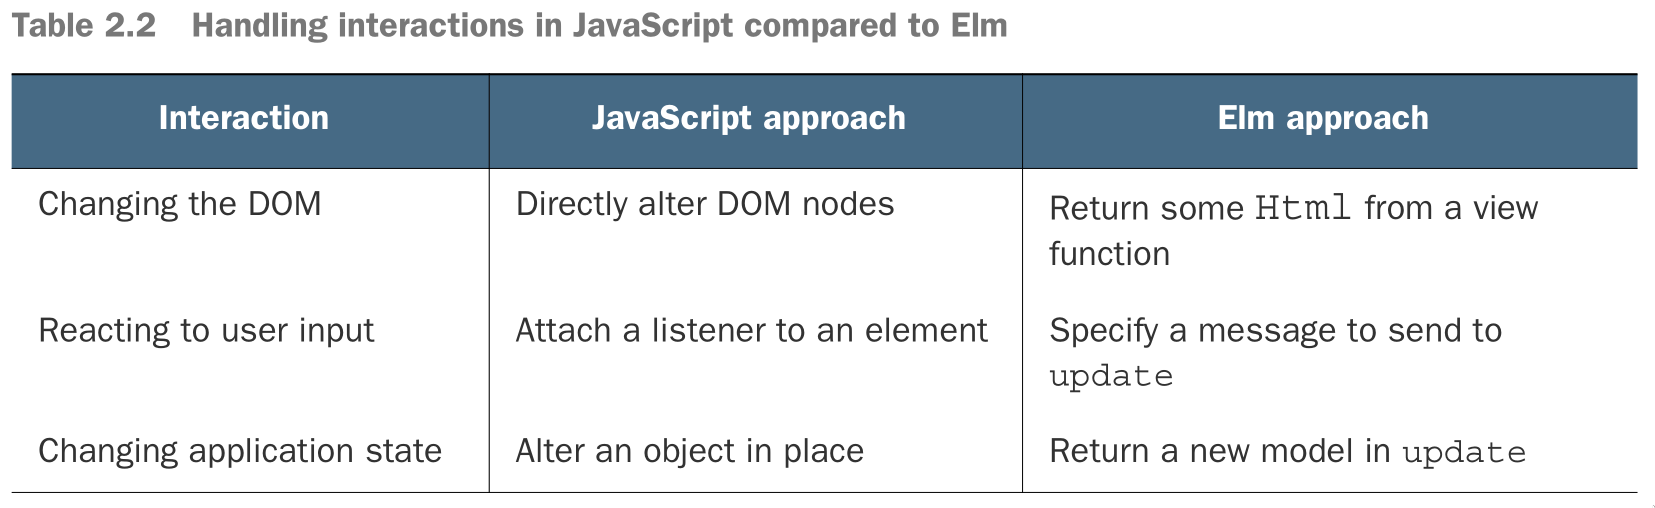 Table 2.2 Handling interactions in JavaScript compared to Elm
Interaction JavaScript approach Elm approach
Changing the DOM Directly alter DOM nodes Return some Html from a view
function
Reacting to user input Attach a listener to an element Specify a message to send to
update
Changing application state Alter an object in place Return a new model in update